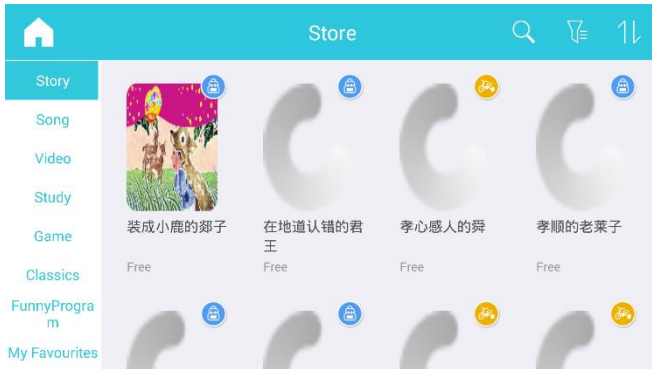 Store
Story
Song
Video
Study
Game
Classics
FunnyProgra
m
My Favourites
装成小鹿的郯子
在地道认错的君
王
孝心感人的舜
孝顺的老莱子
Free
Free
Free
Free